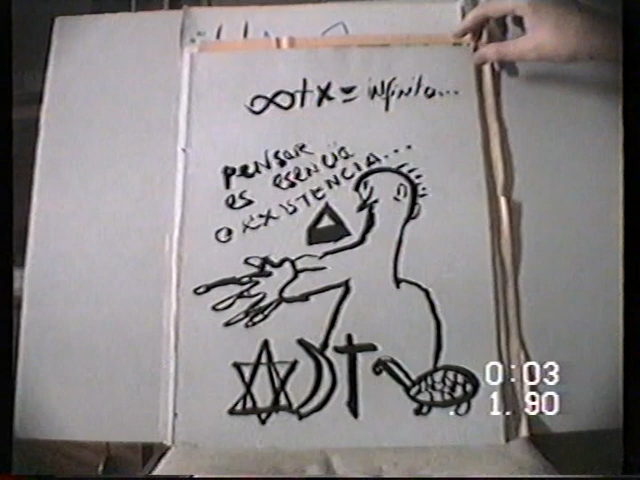 ∞+x= infinito...
pensar
es esencia
o existencia...
0:03
1.90